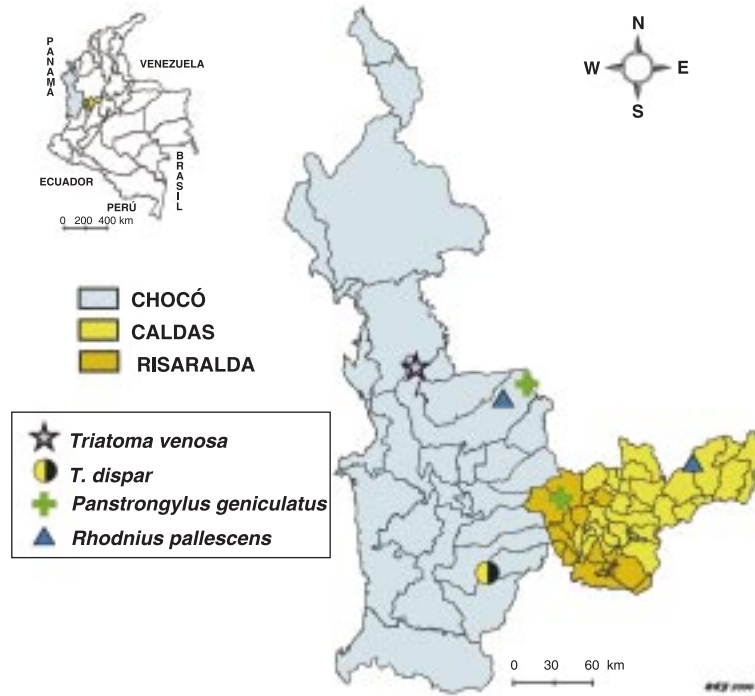 PANAMÁ
VENEZUELA
ECUADOR
PERÚ
BRASIL
0 200 400 km
N
W E
S
CHOCÓ
CALDAS
RISARALDA
Triatoma venosa
T. dispar
Panstrongylus geniculatus
Rhodnius pallescens
0 30 60 km